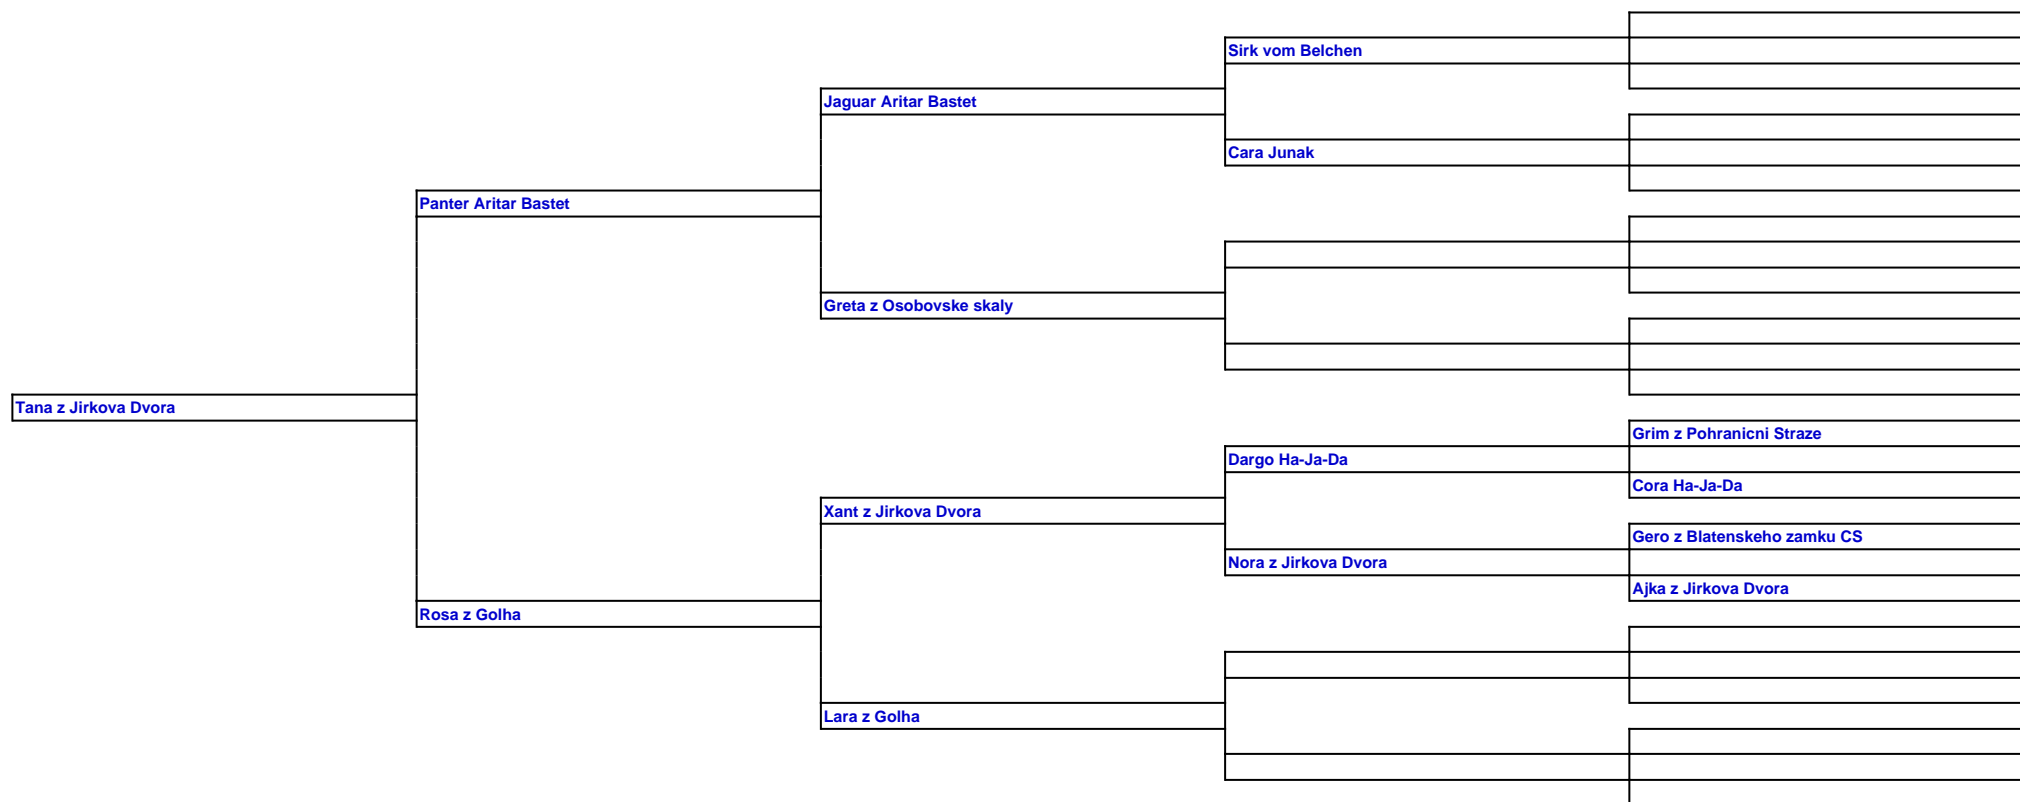 Sirk vom Belchen
Jaguar Aritar Bastet
Cara Junak
Panter Aritar Bastet
Greta z Osobovske skaly
Tana z Jirkova Dvora
Grim z Pohranicni Straze
Dargo Ha-Ja-Da
Cora Ha-Ja-Da
Xant z Jirkova Dvora
Gero z Blatenskeho zamku CS
Nora z Jirkova Dvora
Ajka z Jirkova Dvora
Rosa z Golha
Lara z Golha